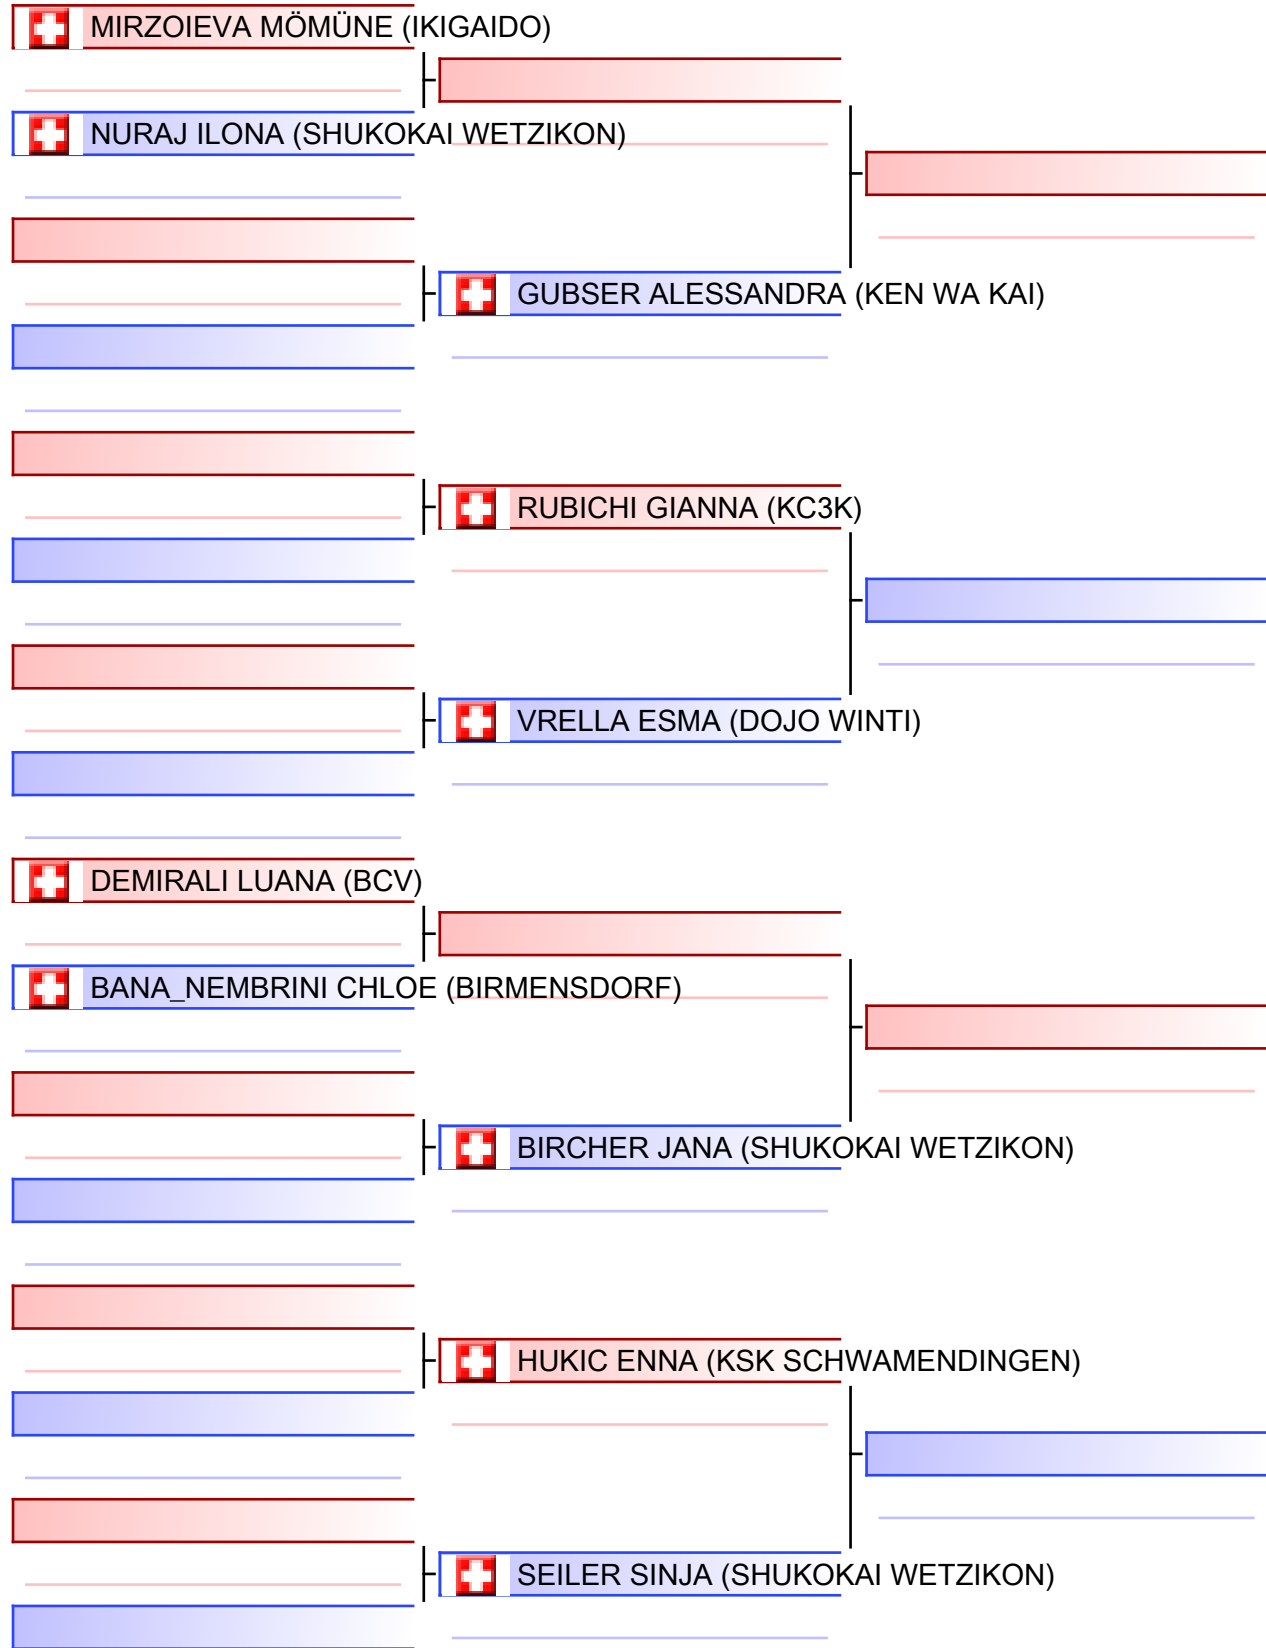 MIRZOIEVA MÖMÜNE (IKIGAIDO)
NURAJ ILONA (SHUKOKAI WETZIKON)
GUBSER ALESSANDRA (KEN WA KAI)
RUBICHI GIANNA (KC3K)
VRELLA ESMA (DOJO WINTI)
DEMIRALI LUANA (BCV)
BANA_NEMBRINI CHLOE (BIRMENSDORF)
BIRCHER JANA (SHUKOKAI WETZIKON)
HUKIC ENNA (KSK SCHWAMENDINGEN)
SEILER SINJA (SHUKOKAI WETZIKON)